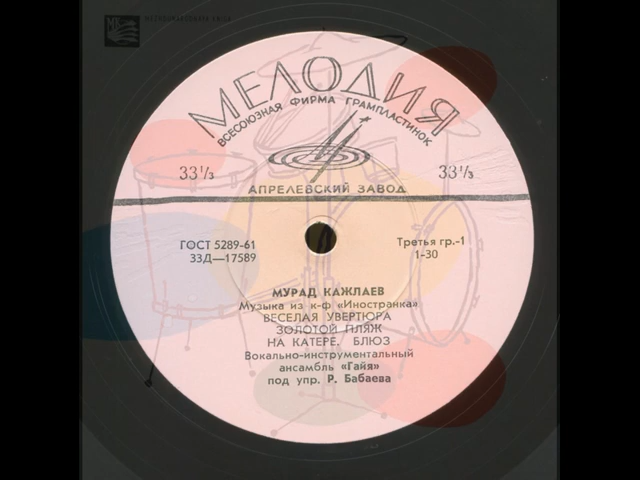 МЕЛОДИЯ
ВСЕСОЮЗНАЯ ФИРМА ГРАМПЛАСТИНОК
33⅓ 33⅓
АПРЕЛЕВСКИЙ ЗАВОД
ГОСТ 5289-61 Третья гр.-1
33Д—17589 1-30
МУРАД КАЖЛАЕВ
Музыка из к-ф «Иностранка»
ВЕСЕЛАЯ УВЕРТЮРА
ЗОЛОТОЙ ПЛЯЖ
НА КАТЕРЕ. БЛЮЗ
Вокально-инструментальный
ансамбль «Гайя»
под упр. Р. Бабаева